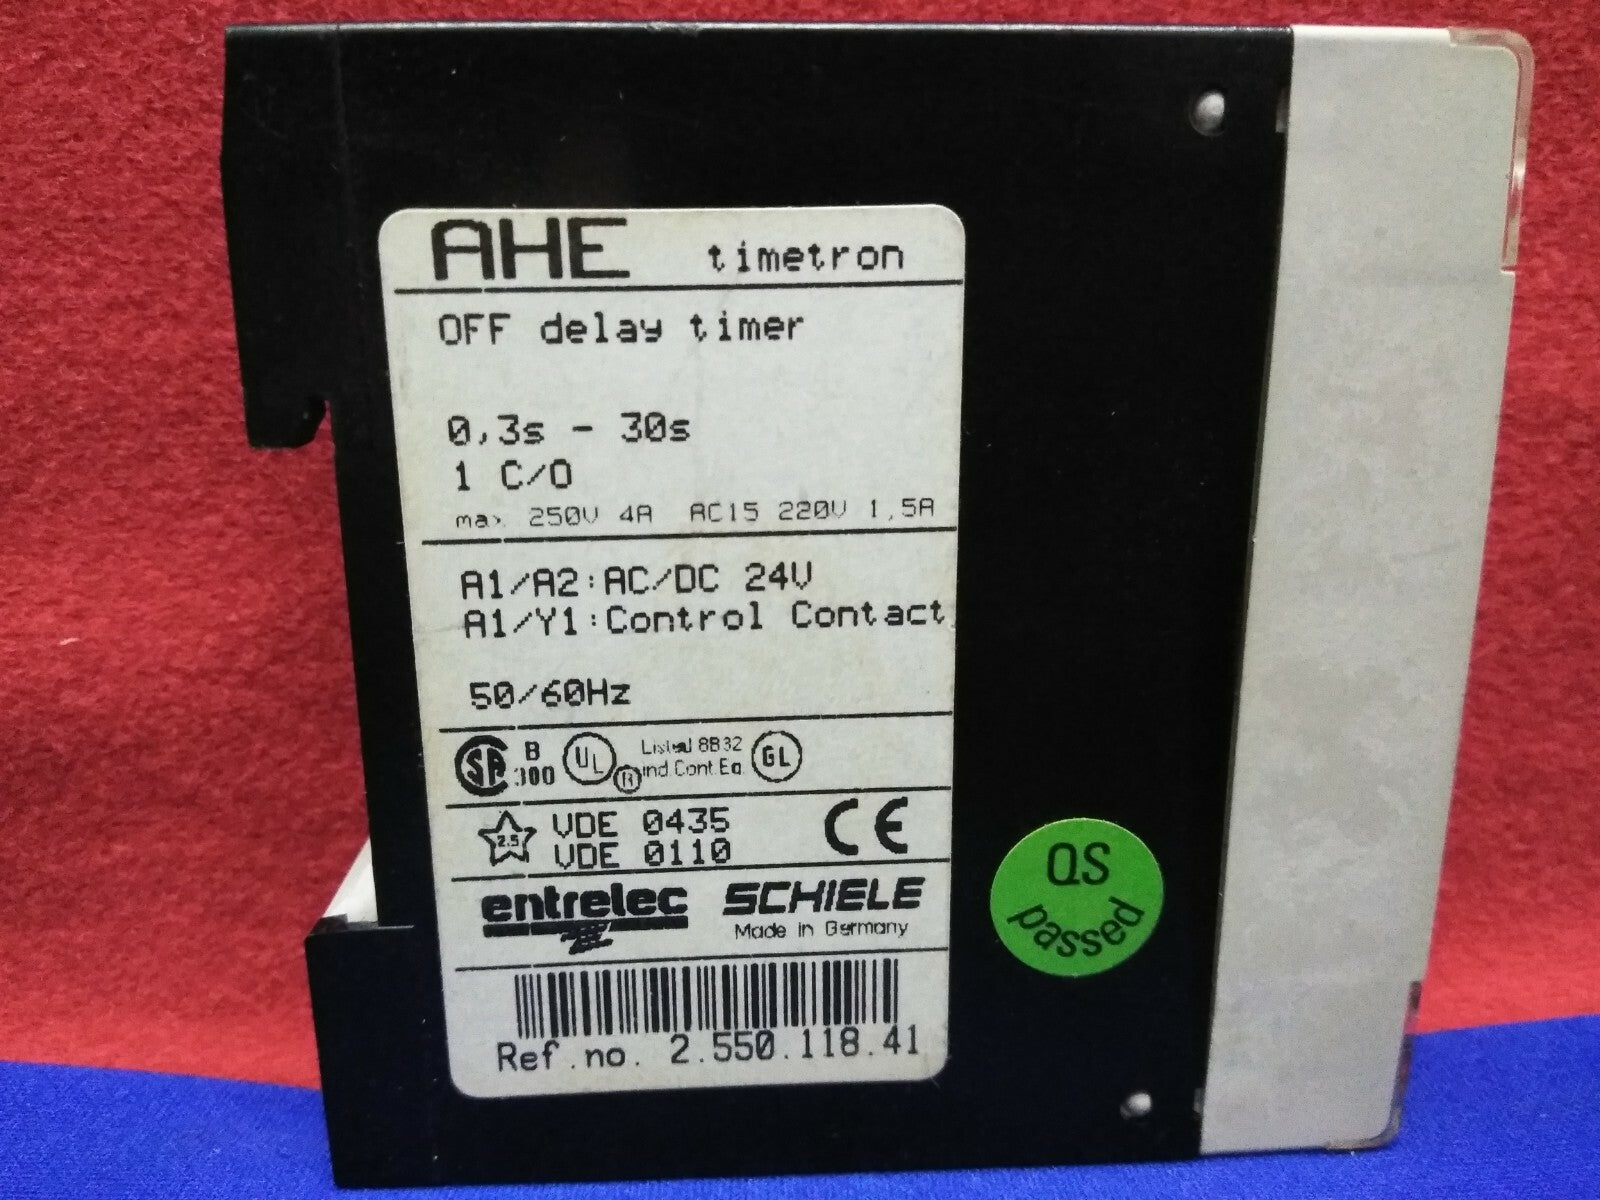 AHE timetron
OFF delay timer
0,3s - 30s
1 C/O
max. 250V 4A AC15 220V 1,5A
A1/A2:AC/DC 24V
A1/Y1:Control Contact
50/60Hz
SA B 300 UL R Listed 8B32 Ind.Cont.Eq. GL
2.5 VDE 0435 CE
VDE 0110
entrelec SCHIELE
Made in Germany
Ref.no. 2.550.118.41
QS
passed